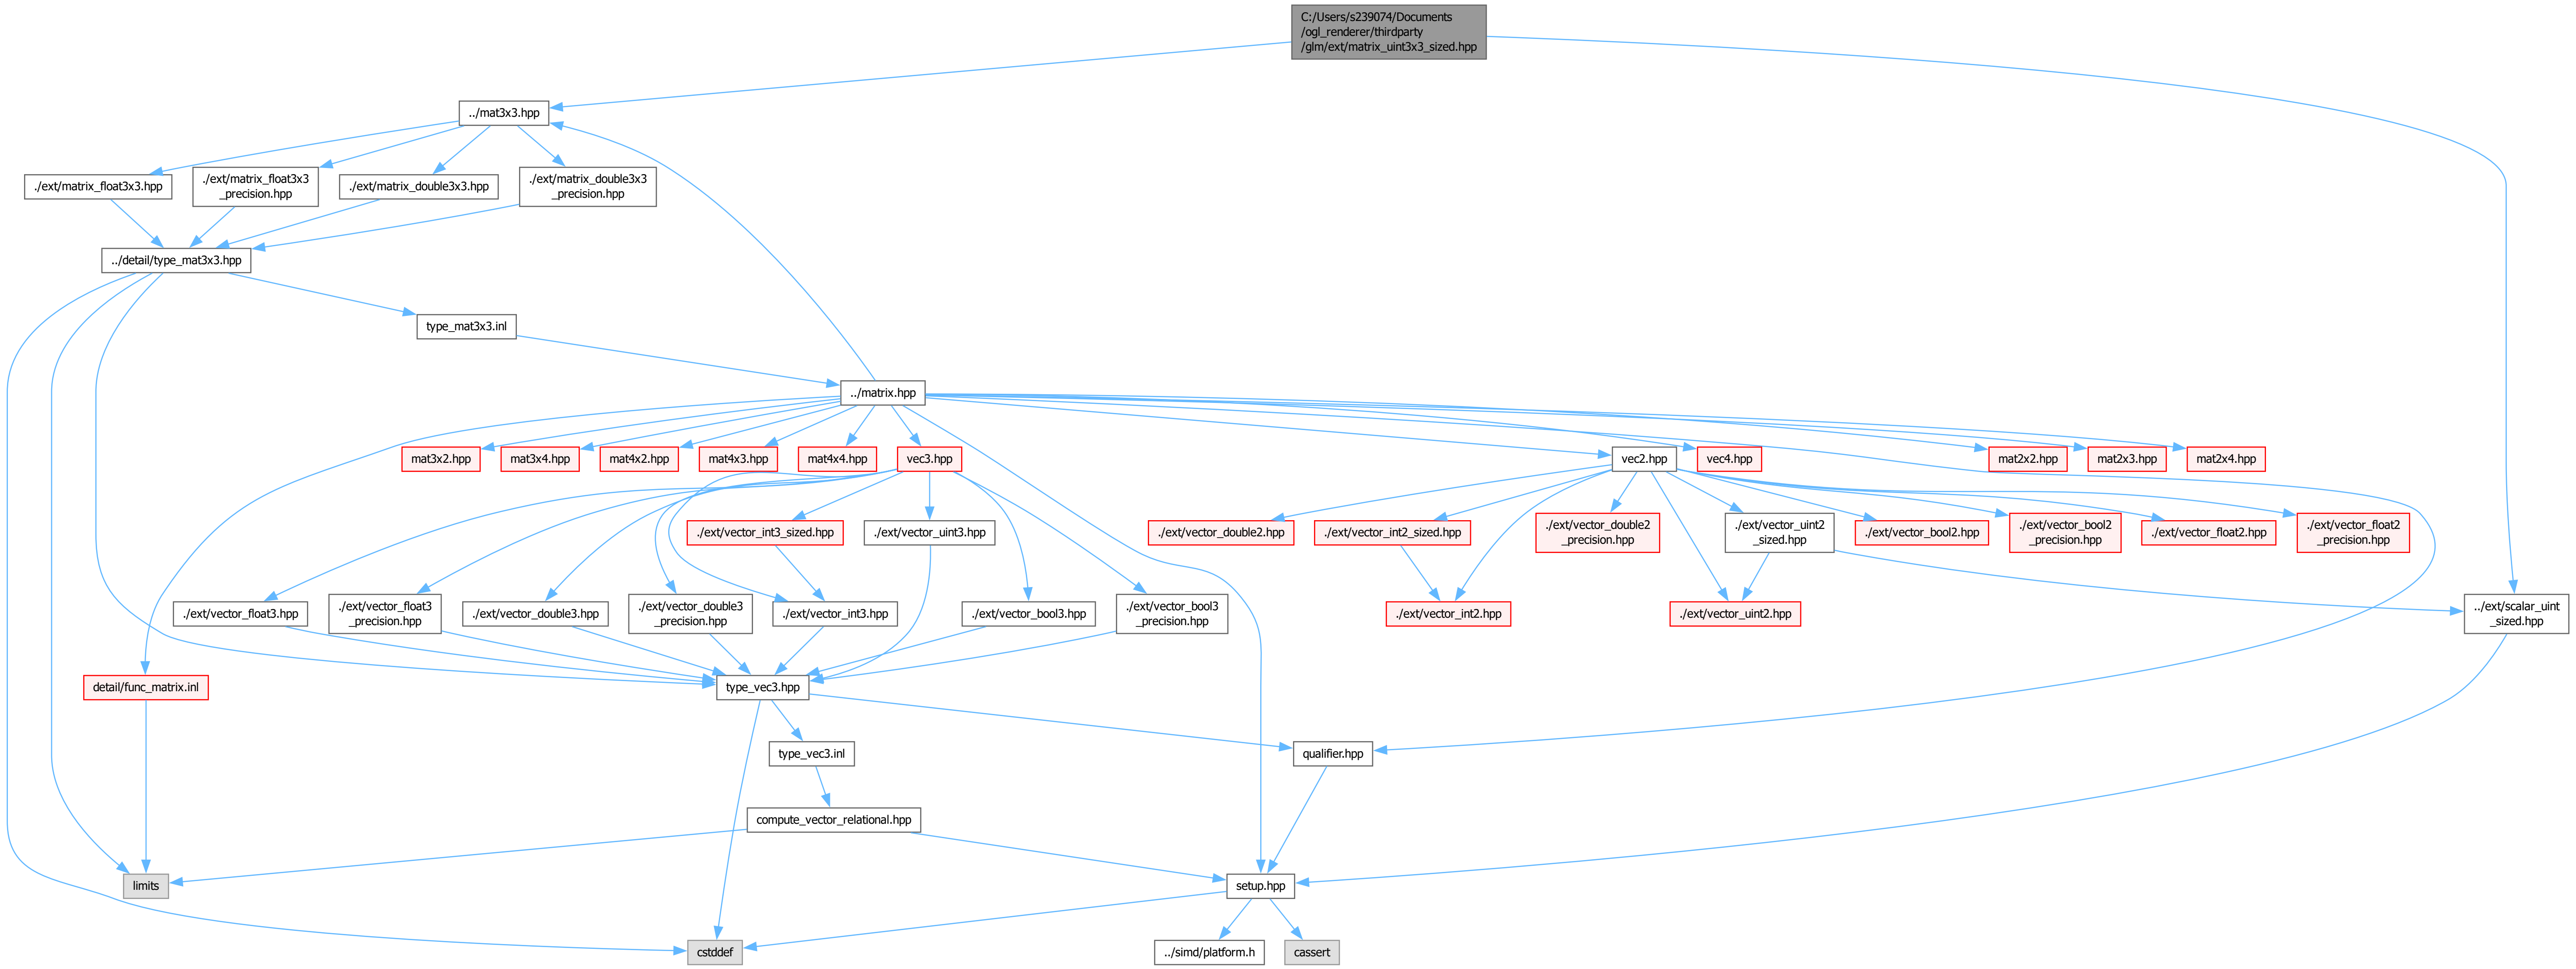 C:/Users/s239074/Documents
/ogl_renderer/thirdparty
/glm/ext/matrix_uint3x3_sized.hpp
../mat3x3.hpp
./ext/matrix_float3x3.hpp
./ext/matrix_float3x3
_precision.hpp
./ext/matrix_double3x3.hpp
./ext/matrix_double3x3
_precision.hpp
../detail/type_mat3x3.hpp
type_mat3x3.inl
../matrix.hpp
mat3x2.hpp
mat3x4.hpp
mat4x2.hpp
mat4x3.hpp
mat4x4.hpp
vec3.hpp
vec2.hpp
vec4.hpp
mat2x2.hpp
mat2x3.hpp
mat2x4.hpp
./ext/vector_int3_sized.hpp
./ext/vector_uint3.hpp
./ext/vector_double2.hpp
./ext/vector_int2_sized.hpp
./ext/vector_double2
_precision.hpp
./ext/vector_uint2
_sized.hpp
./ext/vector_bool2.hpp
./ext/vector_bool2
_precision.hpp
./ext/vector_float2.hpp
./ext/vector_float2
_precision.hpp
./ext/vector_float3.hpp
./ext/vector_float3
_precision.hpp
./ext/vector_double3.hpp
./ext/vector_double3
_precision.hpp
./ext/vector_int3.hpp
./ext/vector_bool3.hpp
./ext/vector_bool3
_precision.hpp
./ext/vector_int2.hpp
./ext/vector_uint2.hpp
../ext/scalar_uint
_sized.hpp
detail/func_matrix.inl
type_vec3.hpp
type_vec3.inl
qualifier.hpp
compute_vector_relational.hpp
limits
setup.hpp
cstddef
../simd/platform.h
cassert